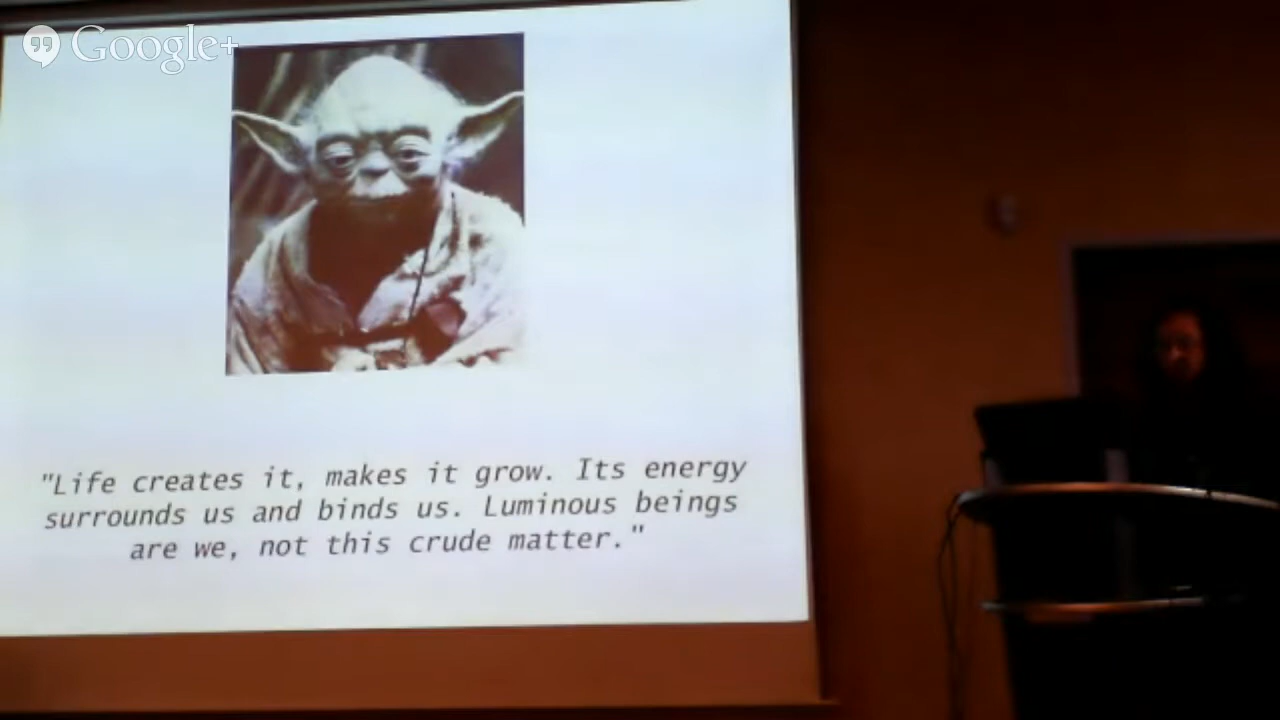 Google+
"Life creates it, makes it grow. Its energy
surrounds us and binds us. Luminous beings
are we, not this crude matter."